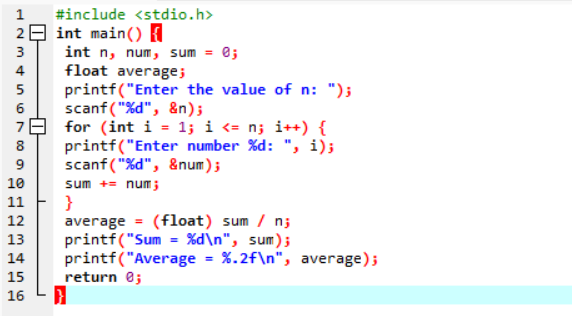 1 #include <stdio.h>
2 int main() {
3 int n, num, sum = 0;
4 float average;
5 printf("Enter the value of n: ");
6 scanf("%d", &n);
7 for (int i = 1; i <= n; i++) {
8 printf("Enter number %d: ", i);
9 scanf("%d", &num);
10 sum += num;
11 }
12 average = (float) sum / n;
13 printf("Sum = %d\n", sum);
14 printf("Average = %.2f\n", average);
15 return 0;
16 }